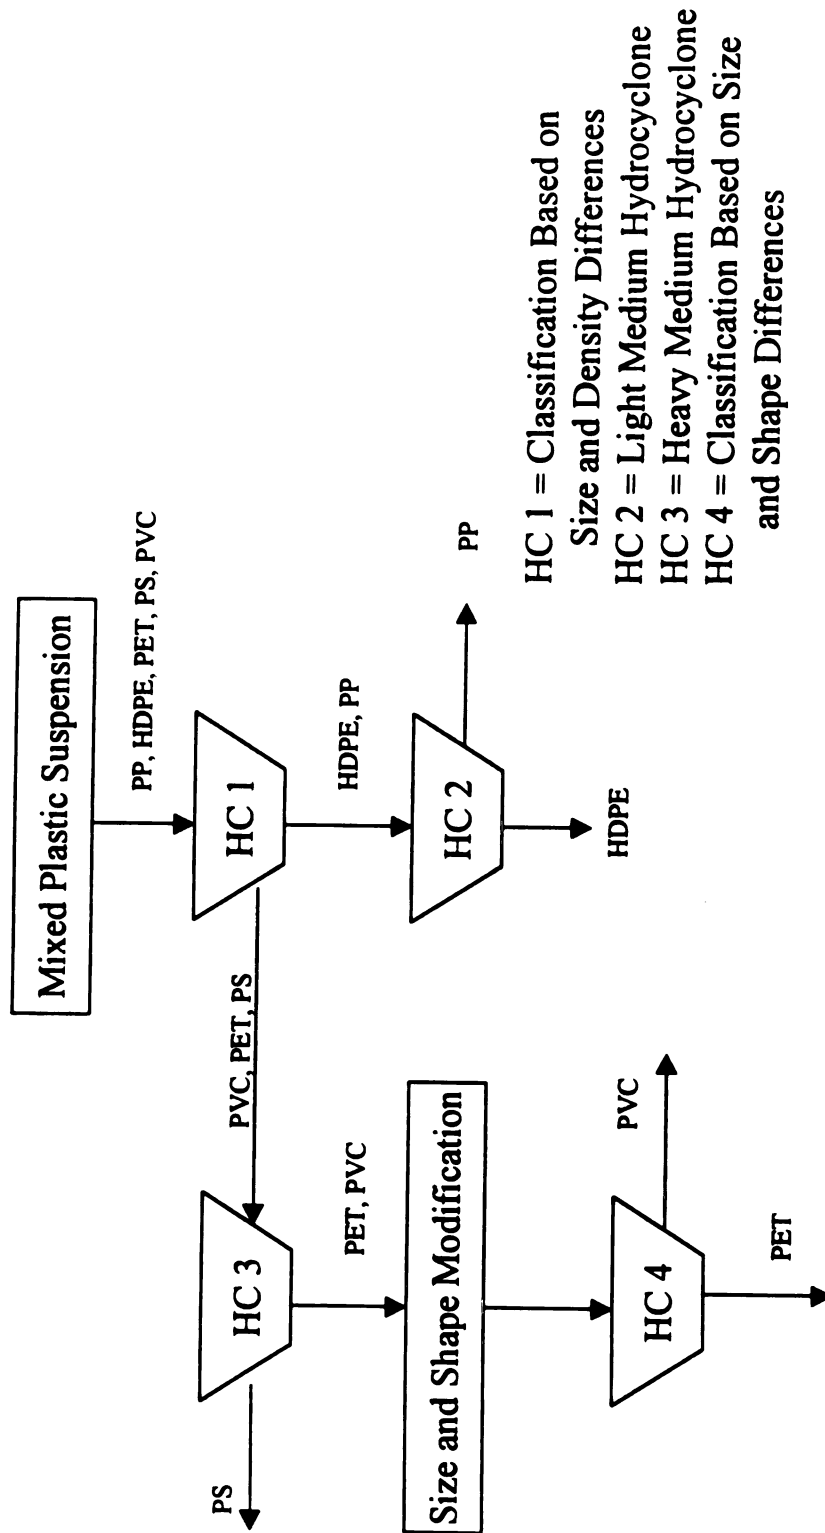 Mixed Plastic Suspension
PP, HDPE, PET, PS, PVC
HC 1
PVC, PET, PS
HDPE, PP
HC 3
PS
PET, PVC
HC 2
PP
HDPE
Size and Shape Modification
HC 4
PVC
PET
HC 1 = Classification Based on
Size and Density Differences
HC 2 = Light Medium Hydrocyclone
HC 3 = Heavy Medium Hydrocyclone
HC 4 = Classification Based on Size
and Shape Differences